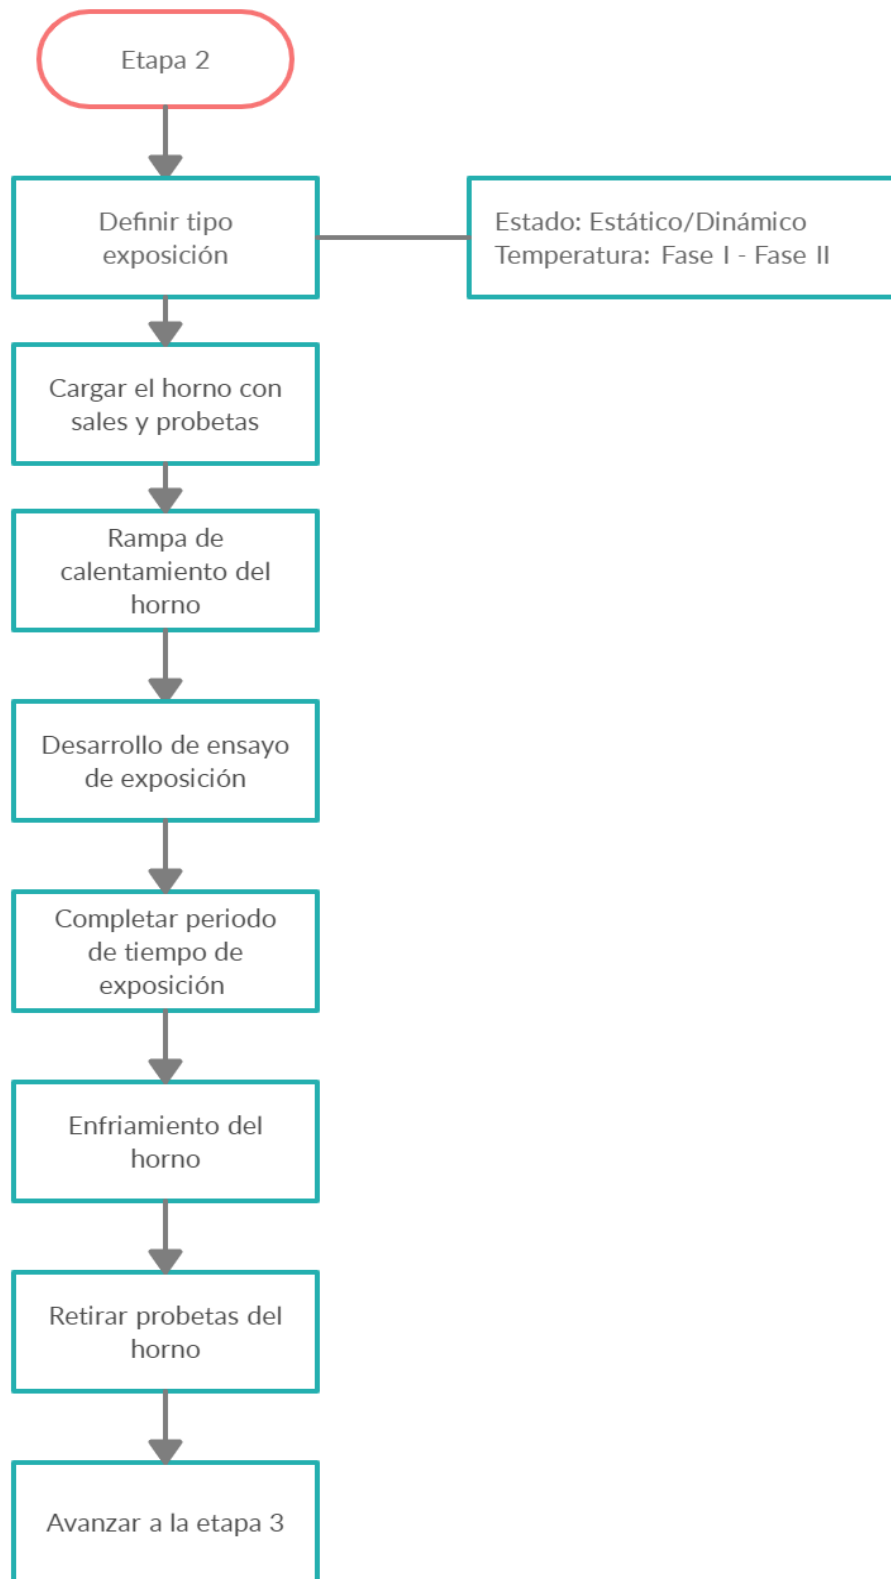 Etapa 2
Definir tipo
exposición
Estado: Estático/Dinámico
Temperatura: Fase I - Fase II
Cargar el horno con
sales y probetas
Rampa de
calentamiento del
horno
Desarrollo de ensayo
de exposición
Completar periodo
de tiempo de
exposición
Enfriamiento del
horno
Retirar probetas del
horno
Avanzar a la etapa 3